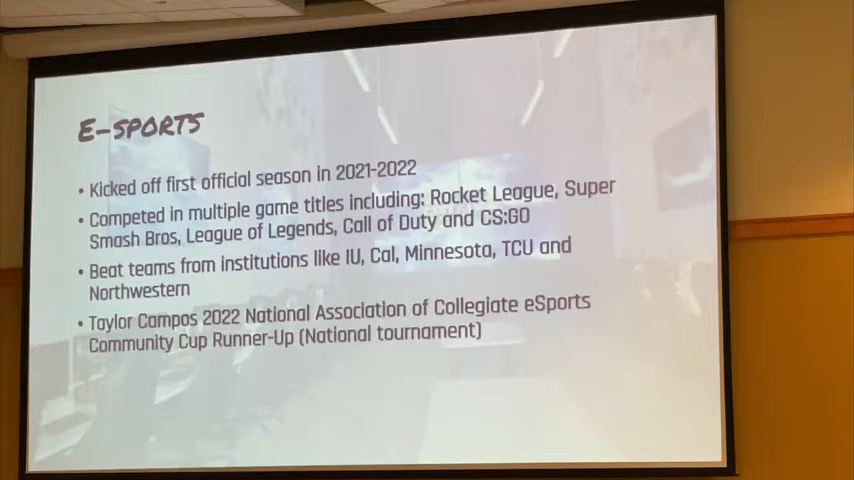 E-SPORTS
• Kicked off first official season in 2021-2022
• Competed in multiple game titles including: Rocket League, Super
Smash Bros, League of Legends, Call of Duty and CS:GO
• Beat teams from institutions like IU, Cal, Minnesota, TCU and
Northwestern
• Taylor Campos 2022 National Association of Collegiate eSports
Community Cup Runner-Up (National tournament)